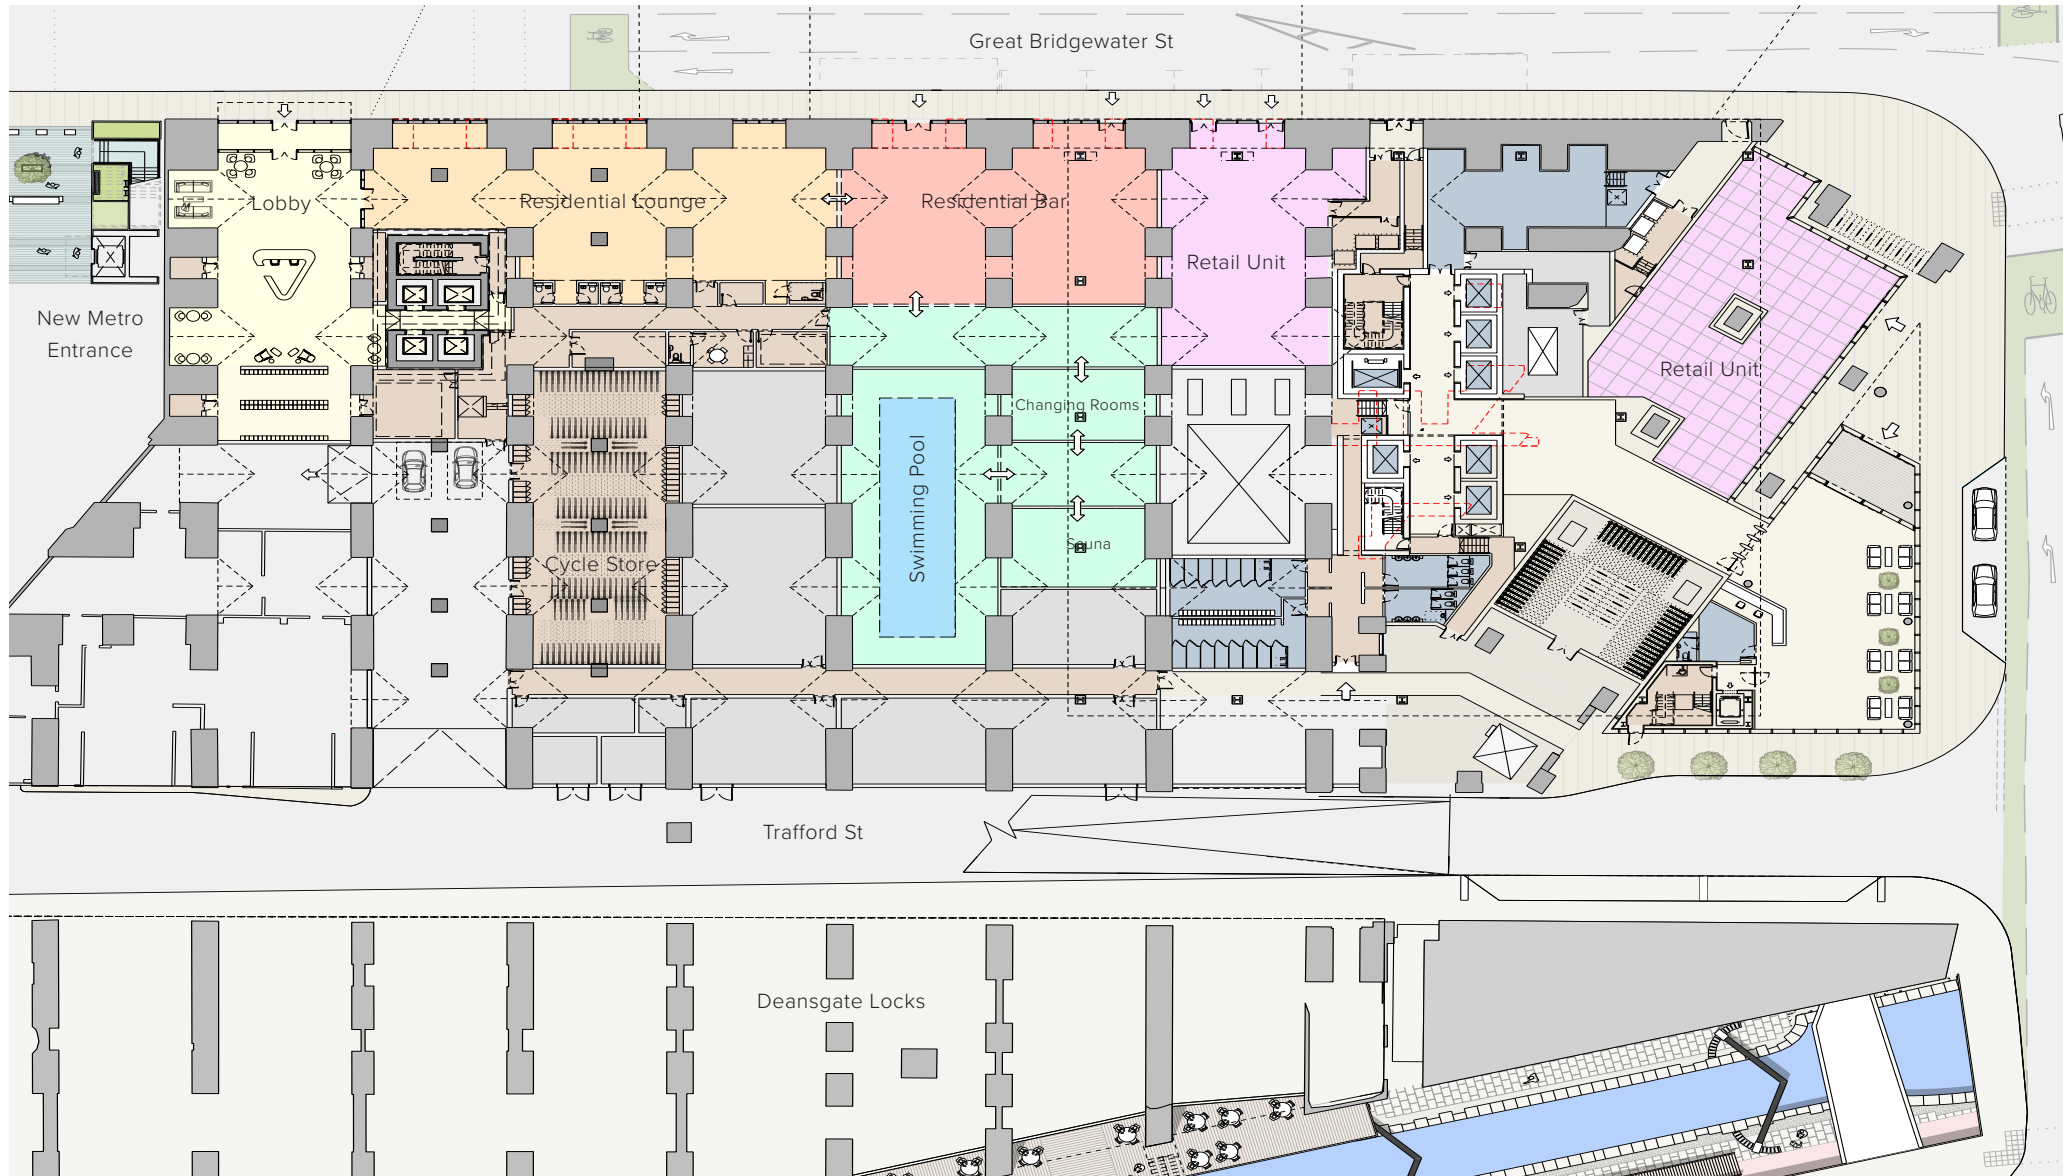 Great Bridgewater St
Lobby
Residential Lounge
Residential Bar
Retail Unit
New Metro
Entrance
Retail Unit
Changing Rooms
Swimming Pool
Sauna
Cycle Store
Trafford St
Deansgate Locks